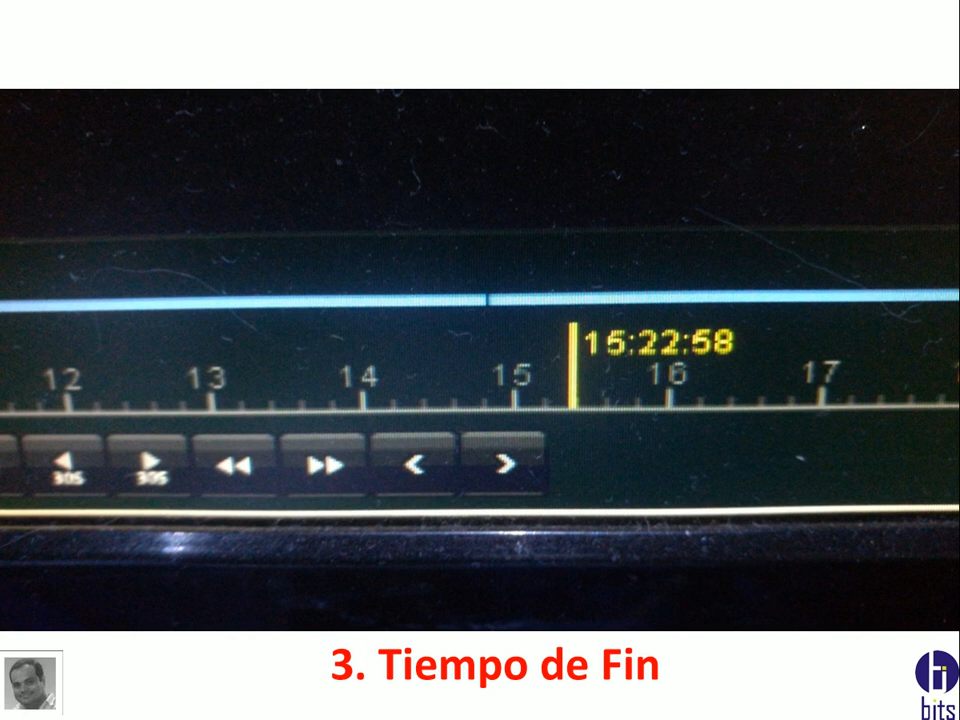 15:22:58
12 13 14 15 16 17
30S 30S
3. Tiempo de Fin
bits